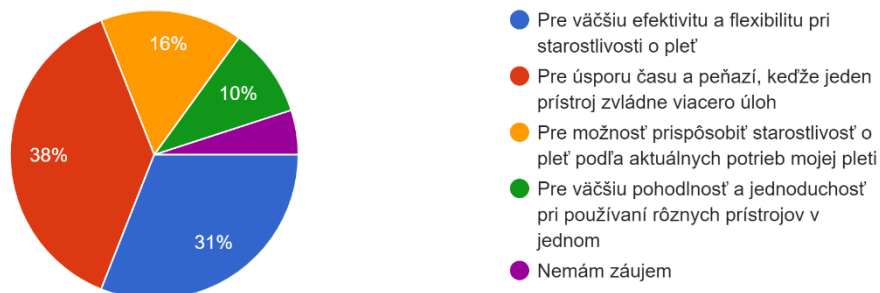 16%
10%
38%
31%
Pre väčšiu efektivitu a flexibilitu pri
starostlivosti o pleť
Pre úsporu času a peňazí, keďže jeden
prístroj zvládne viacero úloh
Pre možnosť prispôsobiť starostlivosť o
pleť podľa aktuálnych potrieb mojej pleti
Pre väčšiu pohodlnosť a jednoduchosť
pri používaní rôznych prístrojov v
jednom
Nemám záujem